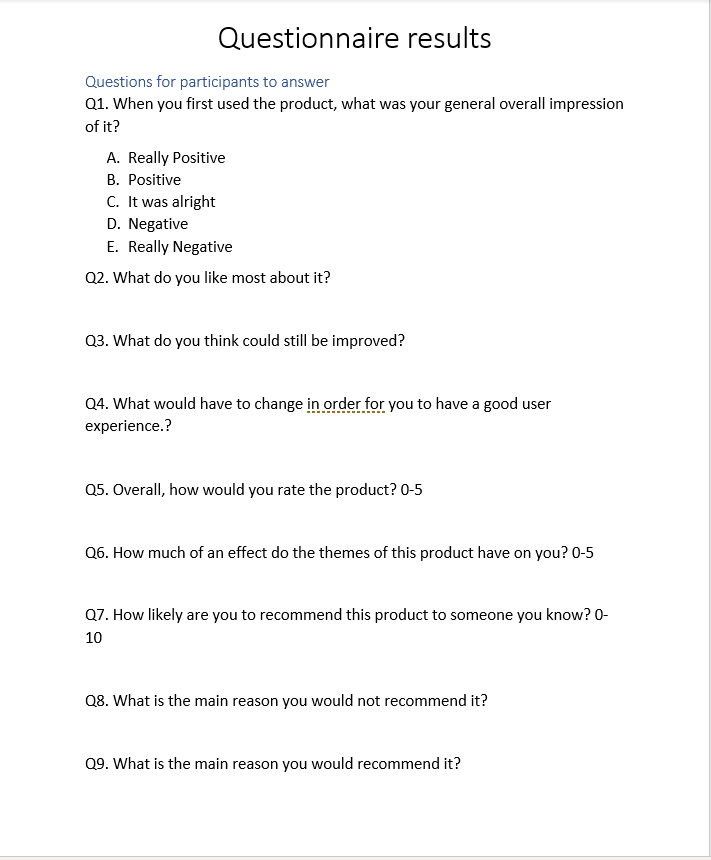 Questionnaire results
Questions for participants to answer
Q1. When you first used the product, what was your general overall impression
of it?
A. Really Positive
B. Positive
C. It was alright
D. Negative
E. Really Negative
Q2. What do you like most about it?
Q3. What do you think could still be improved?
Q4. What would have to change in order for you to have a good user
experience.?
Q5. Overall, how would you rate the product? 0-5
Q6. How much of an effect do the themes of this product have on you? 0-5
Q7. How likely are you to recommend this product to someone you know? 0-
10
Q8. What is the main reason you would not recommend it?
Q9. What is the main reason you would recommend it?